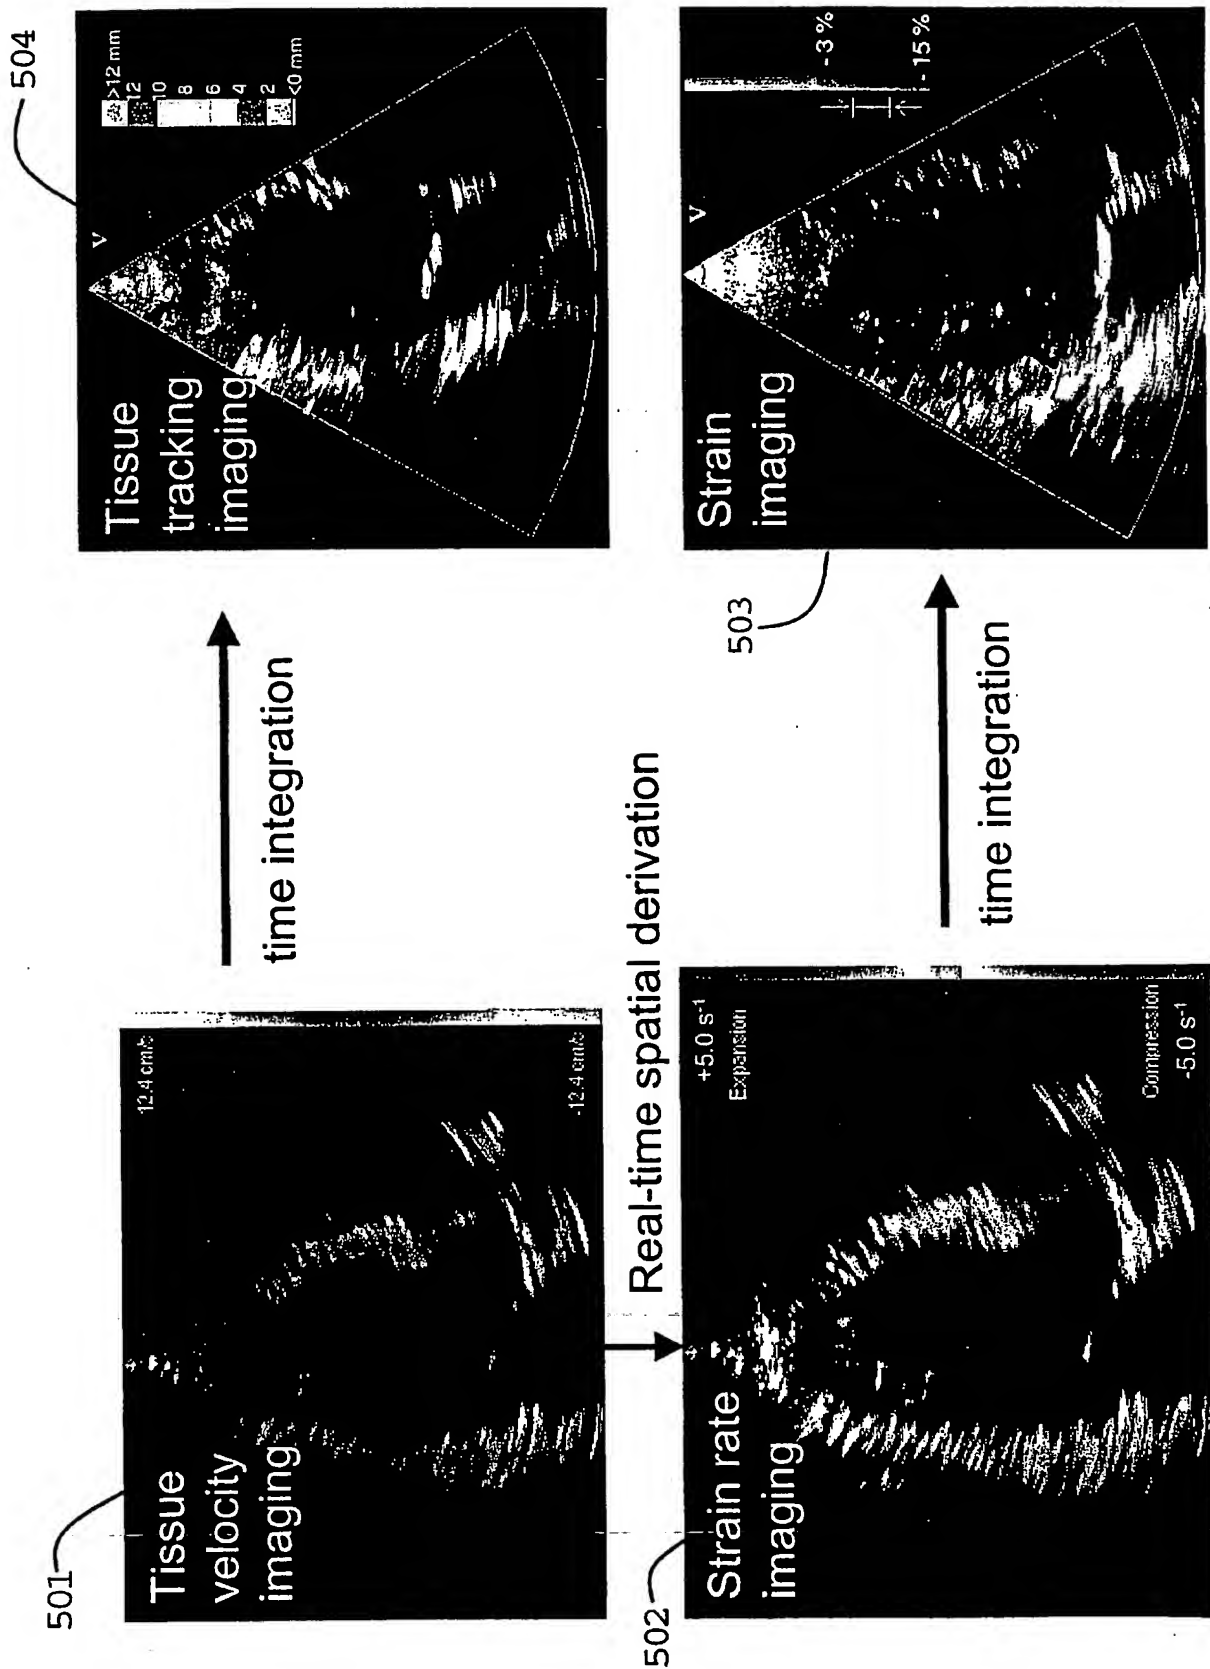 501
Tissue
velocity
imaging
12.4 cm/s
-12.4 cm/s
time integration
504
Tissue
tracking
imaging
V
>12 mm
12
10
8
6
4
2
<0 mm
Real-time spatial derivation
502
Strain rate
imaging
+5.0 s⁻¹
Expansion
Compression
-5.0 s⁻¹
time integration
503
Strain
imaging
V
- 3 %
- 15 %